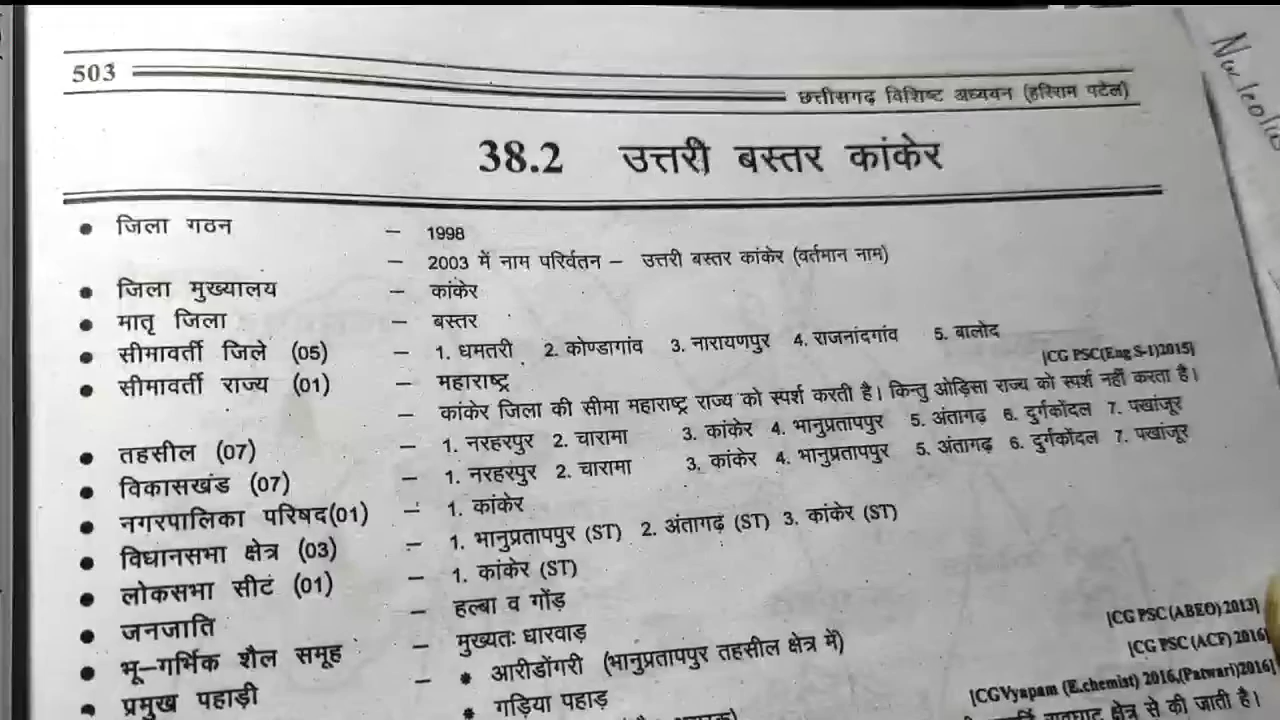 503
छत्तीसगढ़ विशिष्ट अध्ययन (हरिराम पटेल)
38.2 उत्तरी बस्तर कांकेर
• जिला गठन – 1998
– 2003 में नाम परिर्वतन – उत्तरी बस्तर कांकेर (वर्तमान नाम)
• जिला मुख्यालय – कांकेर
• मातृ जिला – बस्तर
• सीमावर्ती जिले (05) – 1. धमतरी 2. कोण्डागांव 3. नारायणपुर 4. राजनांदगांव 5. बालोद
• सीमावर्ती राज्य (01) – महाराष्ट्र [CG PSC(Eng S-1)2015]
– कांकेर जिला की सीमा महाराष्ट्र राज्य को स्पर्श करती है। किन्तु ओड़िसा राज्य को स्पर्श नहीं करता है।
• तहसील (07) – 1. नरहरपुर 2. चारामा 3. कांकेर 4. भानुप्रतापपुर 5. अंतागढ़ 6. दुर्गकोंदल 7. पखांजूर
• विकासखंड (07) – 1. नरहरपुर 2. चारामा 3. कांकेर 4. भानुप्रतापपुर 5. अंतागढ़ 6. दुर्गकोंदल 7. पखांजूर
• नगरपालिका परिषद(01) – 1. कांकेर
• विधानसभा क्षेत्र (03) – 1. भानुप्रतापपुर (ST) 2. अंतागढ़ (ST) 3. कांकेर (ST)
• लोकसभा सीटं (01) – 1. कांकेर (ST)
• जनजाति – हल्बा व गोंड़
• भू–गर्भिक शैल समूह – मुख्यतः धारवाड़ [CG PSC (ABEO) 2013]
• प्रमुख पहाड़ी – * आरीडोंगरी (भानुप्रतापपुर तहसील क्षेत्र में) [CG PSC (ACF) 2016]
* गड़िया पहाड़ [CG Vyapam (E.chemist) 2016,(Patwari)2016]
क्षेत्र से की जाती है।